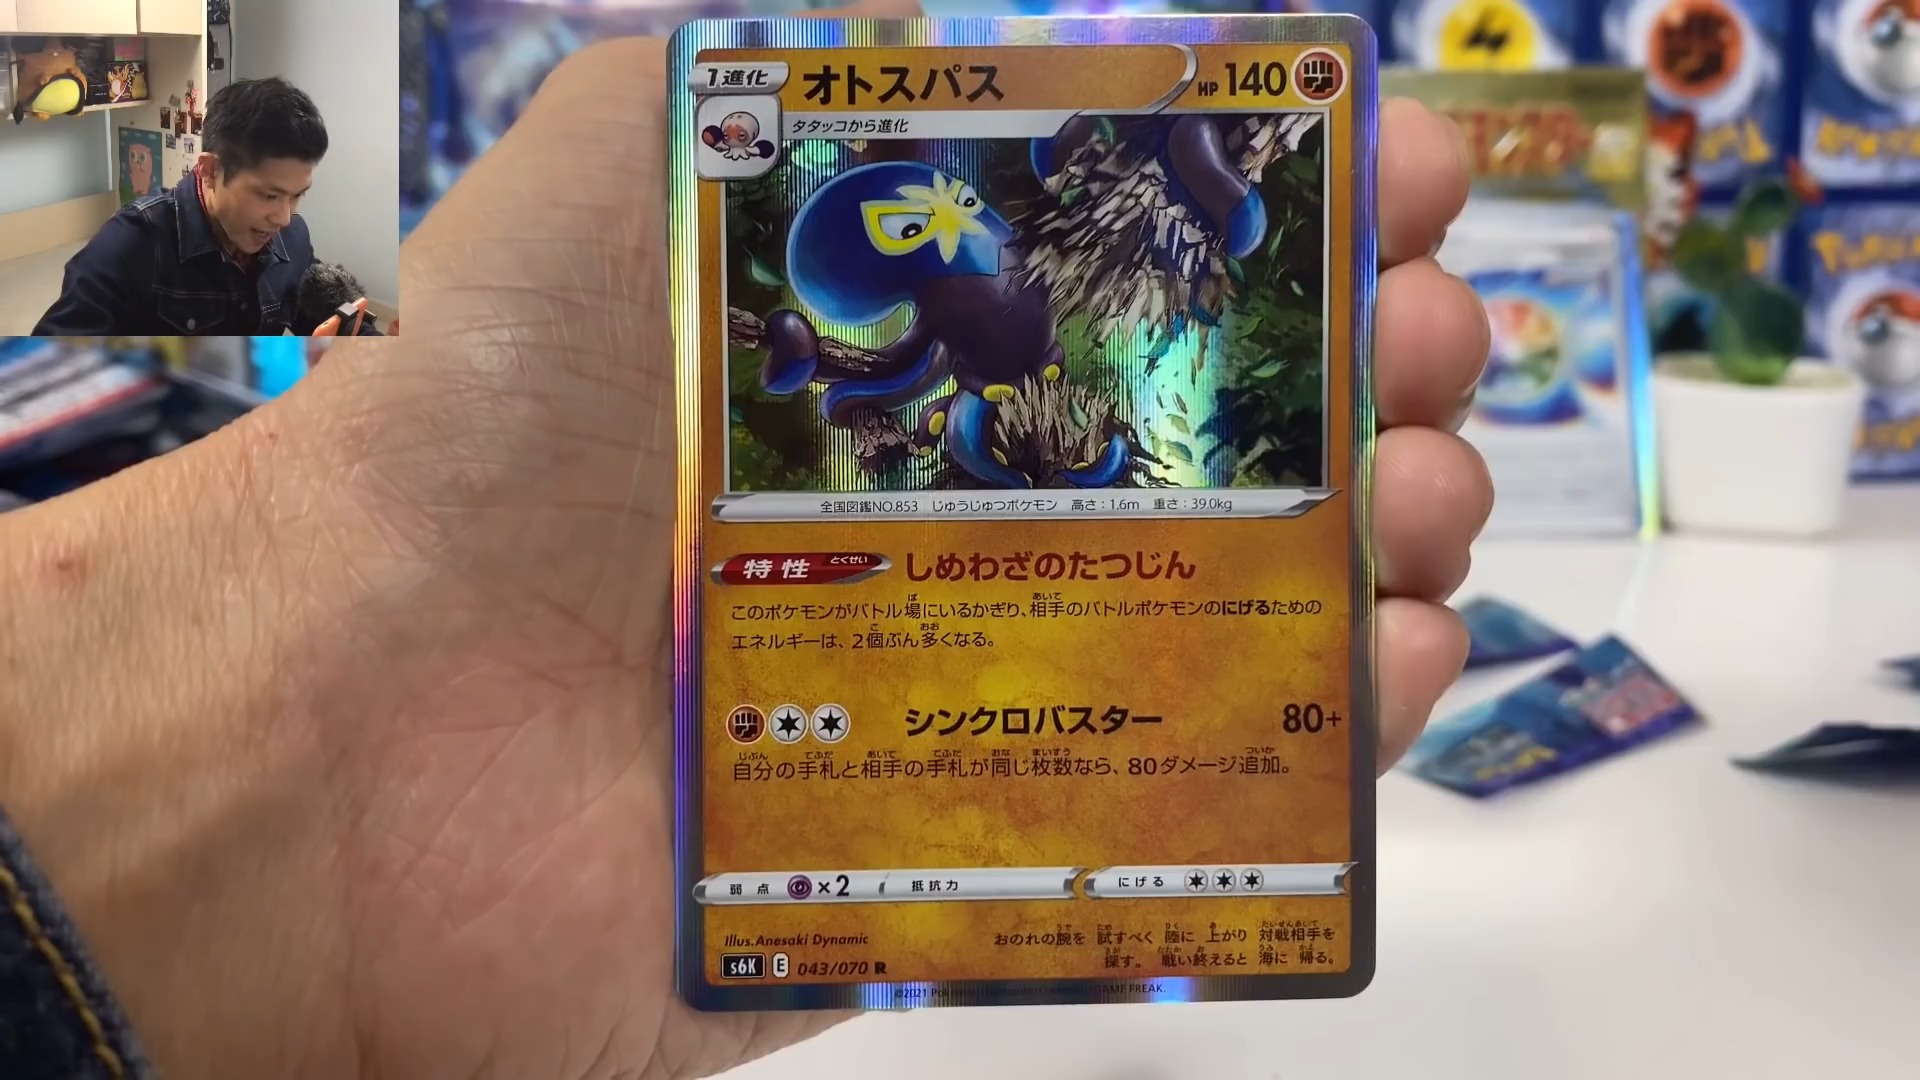 1進化
オトスパス
HP 140
タタッコから進化
全国図鑑NO.853 じゅうじゅつポケモン 高さ：1.6m 重さ：39.0kg
特性 とくせい しめわざのたつじん
このポケモンがバトル場にいるかぎり、相手のバトルポケモンのにげるための
エネルギーは、2個ぶん多くなる。
シンクロバスター 80+
自分の手札と相手の手札が同じ枚数なら、80ダメージ追加。
弱点 ×2 抵抗力 にげる
Illus.Anesaki Dynamic
おのれの腕を 試すべく 陸に 上がり 対戦相手を
探す。 戦い終えると 海に 帰る。
s6K E 043/070 R